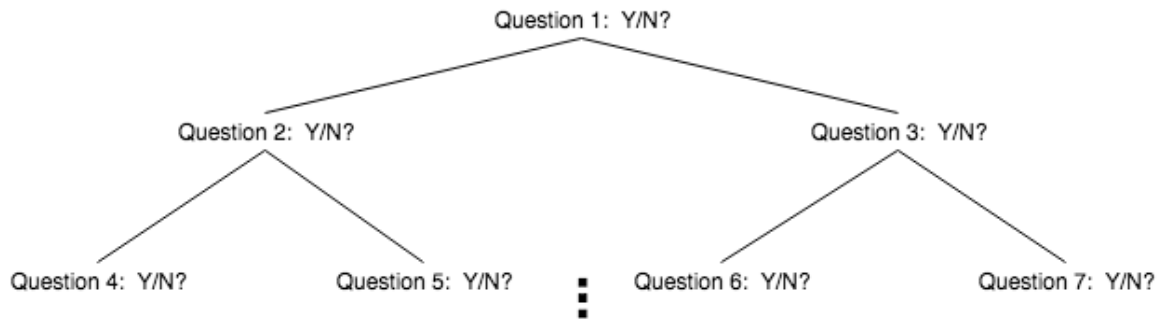 Question 1: Y/N?
Question 2: Y/N?
Question 3: Y/N?
Question 4: Y/N?
Question 5: Y/N?
Question 6: Y/N?
Question 7: Y/N?